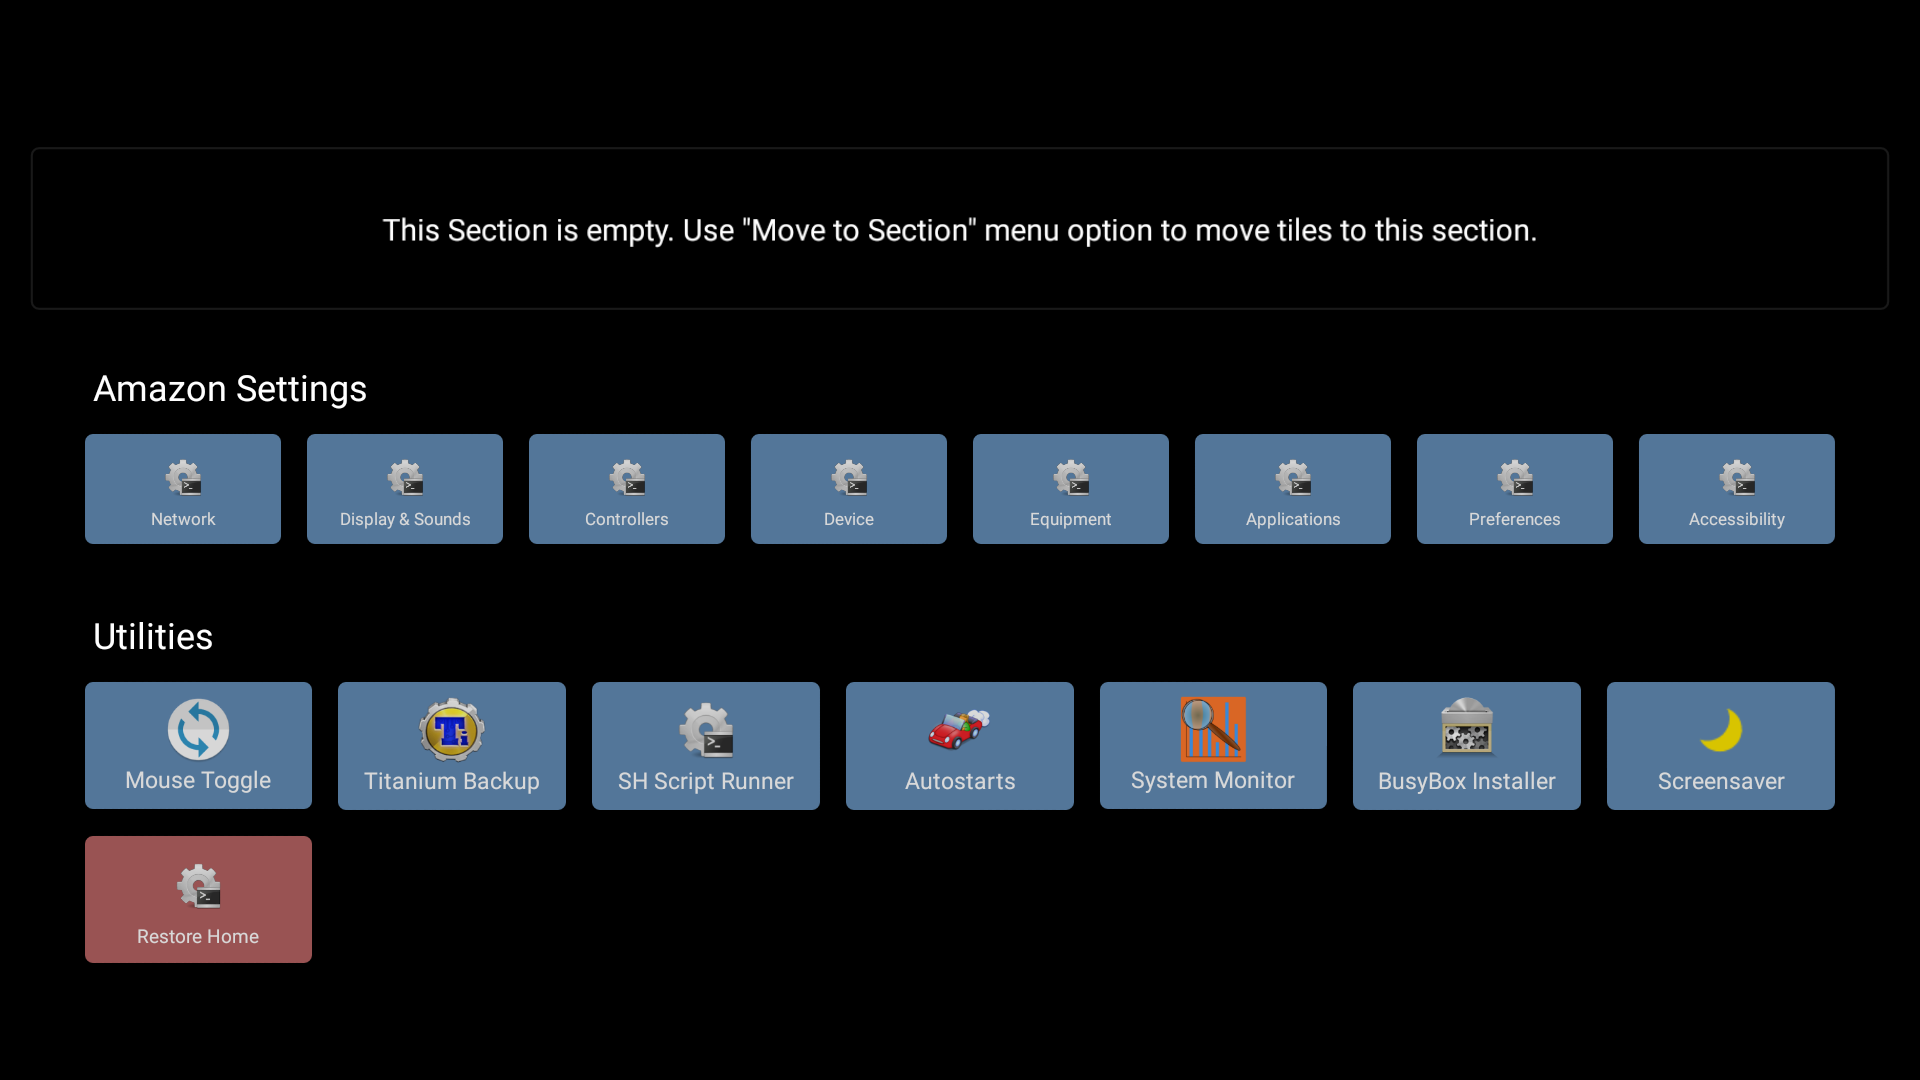 This Section is empty. Use "Move to Section" menu option to move tiles to this section.
Amazon Settings
Network
Display & Sounds
Controllers
Device
Equipment
Applications
Preferences
Accessibility
Utilities
Mouse Toggle
Titanium Backup
SH Script Runner
Autostarts
System Monitor
BusyBox Installer
Screensaver
Restore Home